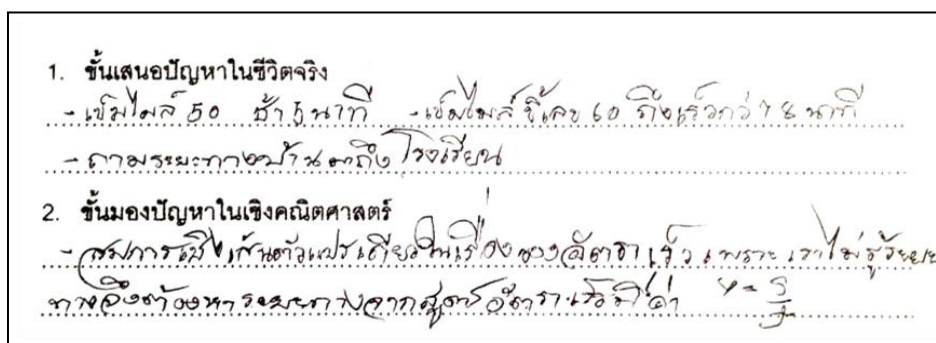 1. ขั้นเสนอปัญหาในชีวิตจริง
- เข็มไมล์ 50 ช้า 5 นาที - เข็มไมล์ ชี้เลข 60 ถึงเร็วกว่า 8 นาที
- ถามระยะทางบ้านถึงโรงเรียน
2. ขั้นมองปัญหาในเชิงคณิตศาสตร์
- สมการเชิงเส้นตัวแปรเดียวในเรื่องของอัตราเร็ว เพราะเราไม่รู้ระยะ
ทางจึงต้องหาระยะทางจากสูตรอัตราเร็ว